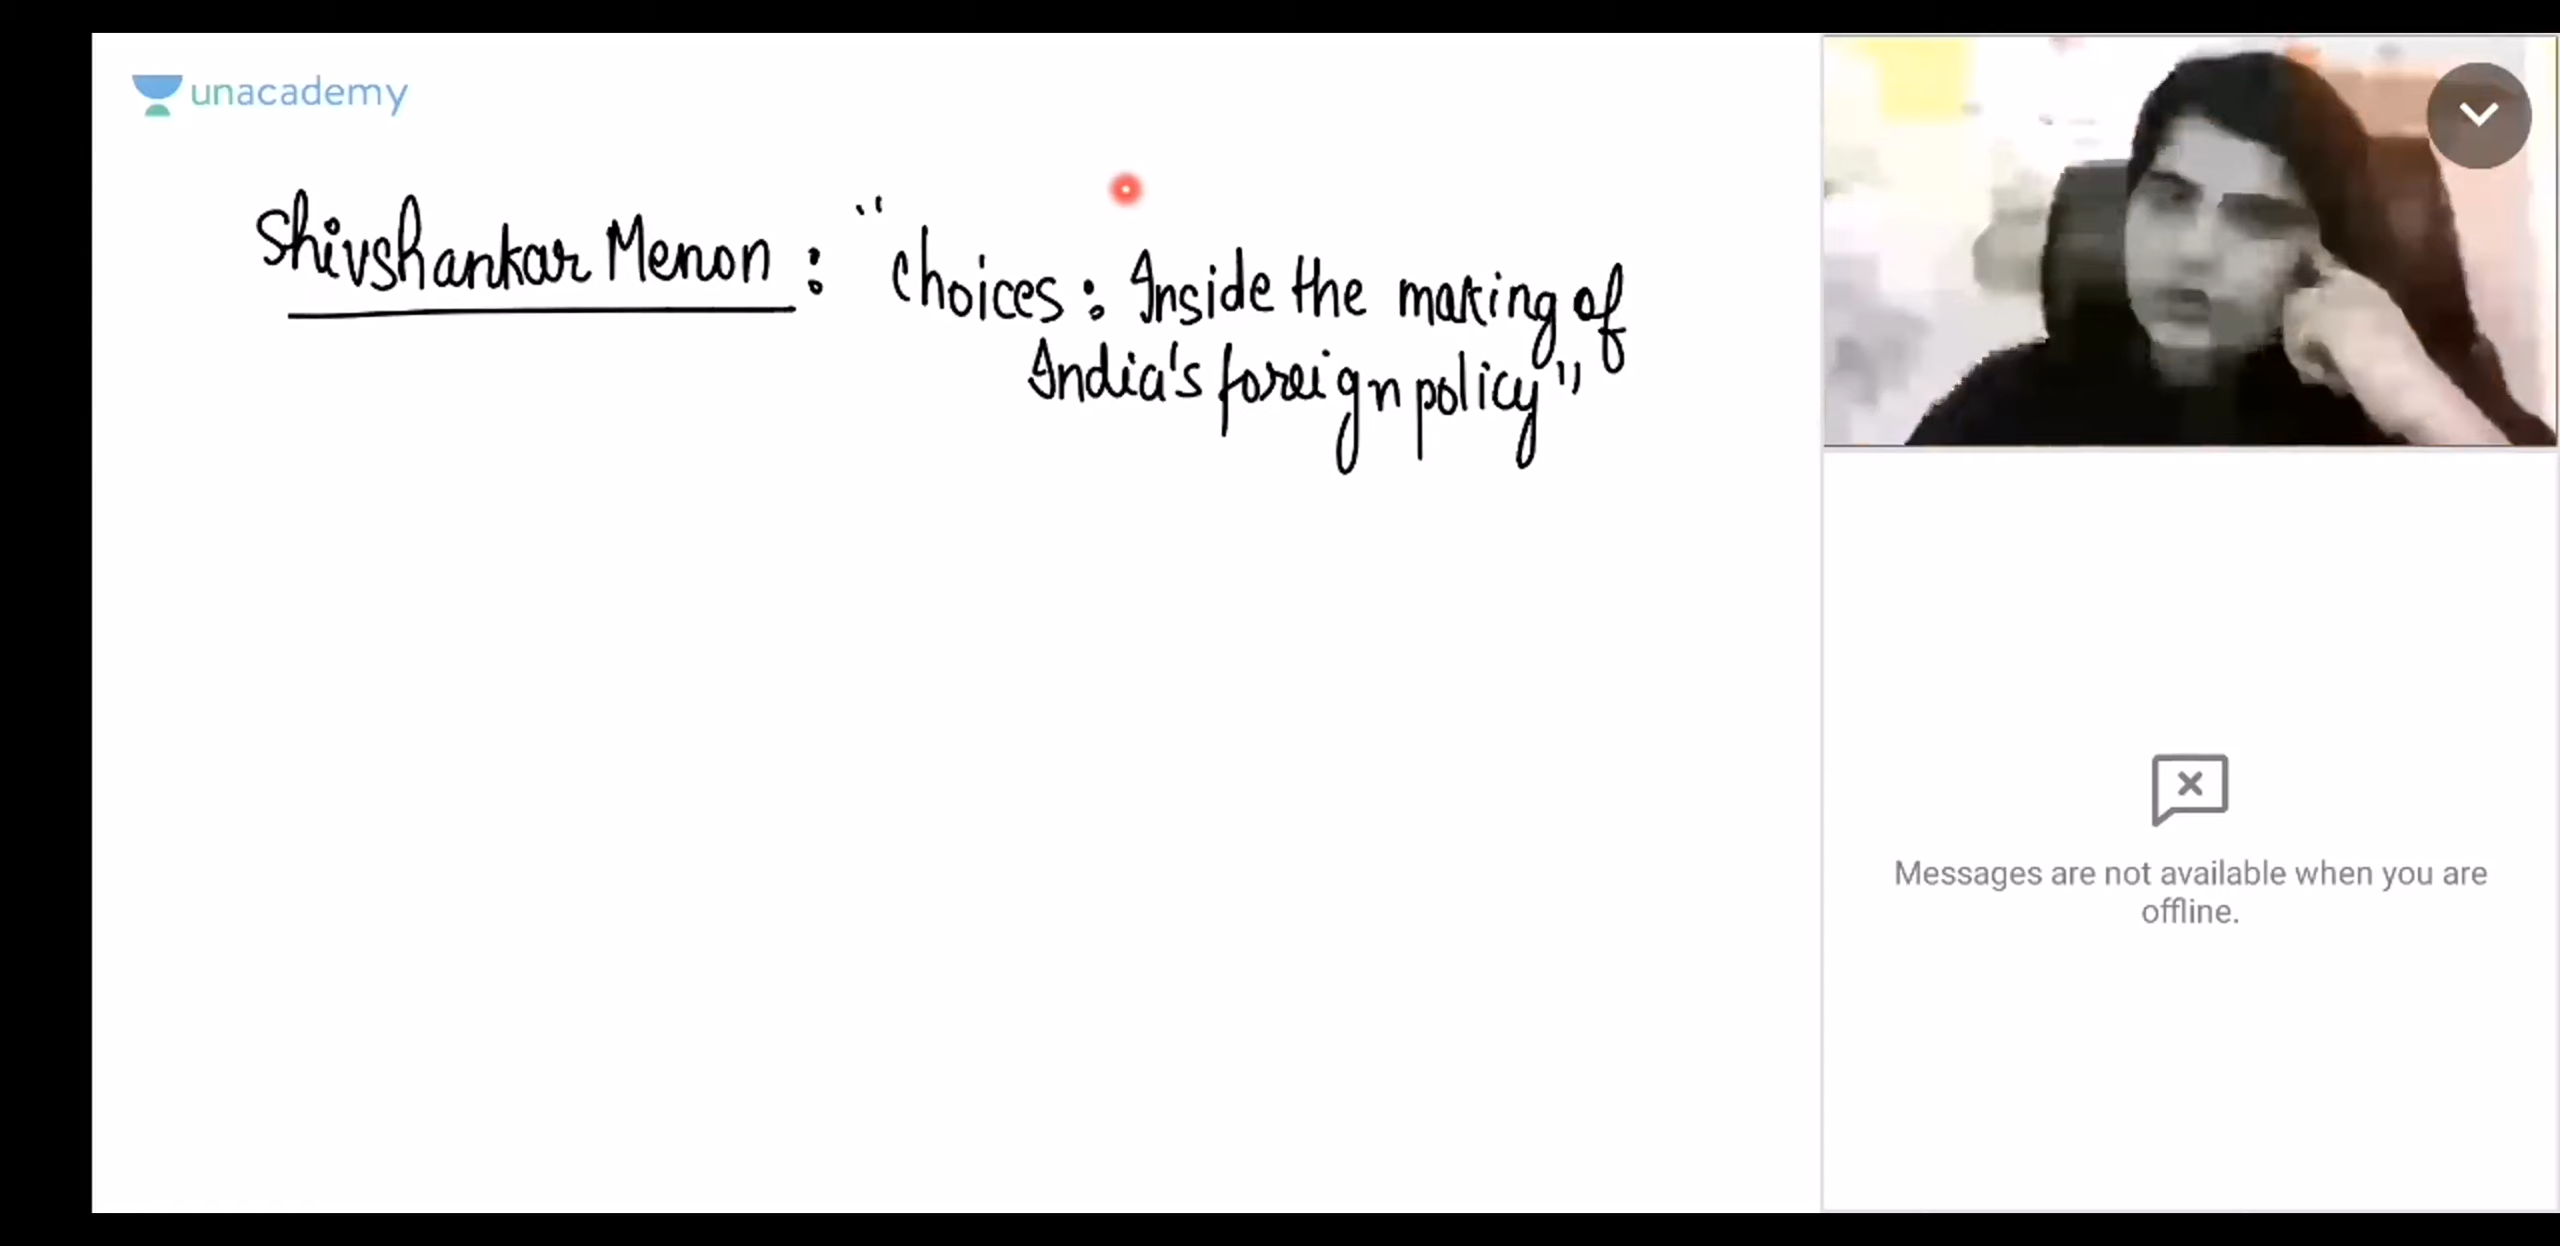 unacademy
Shivshankar Menon : "choices : Inside the making of
India's foreign policy"
Messages are not available when you are
offline.